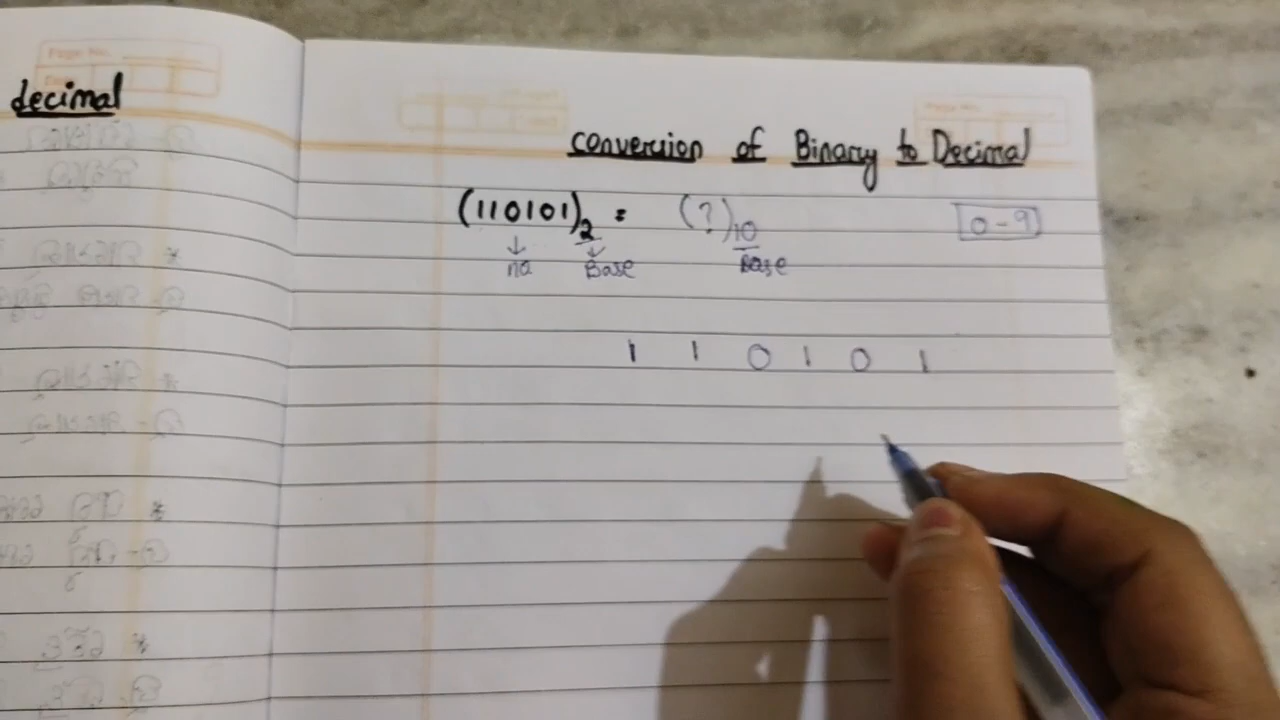 decimal
conversion of Binary to Decimal
(110101)2 = (?)10 0-9
↓ ↓
no Base Base
1 1 0 1 0 1